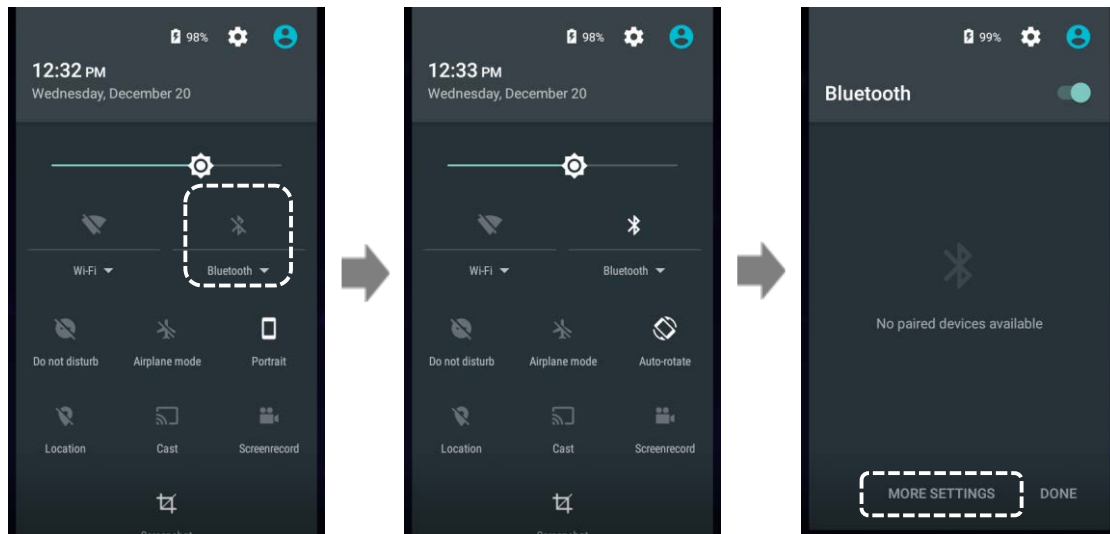 98%
12:32 PM
Wednesday, December 20
Wi-Fi
Bluetooth
Do not disturb
Airplane mode
Portrait
Location
Cast
Screenrecord
98%
12:33 PM
Wednesday, December 20
Wi-Fi
Bluetooth
Do not disturb
Airplane mode
Auto-rotate
Location
Cast
Screenrecord
99%
Bluetooth
No paired devices available
MORE SETTINGS DONE